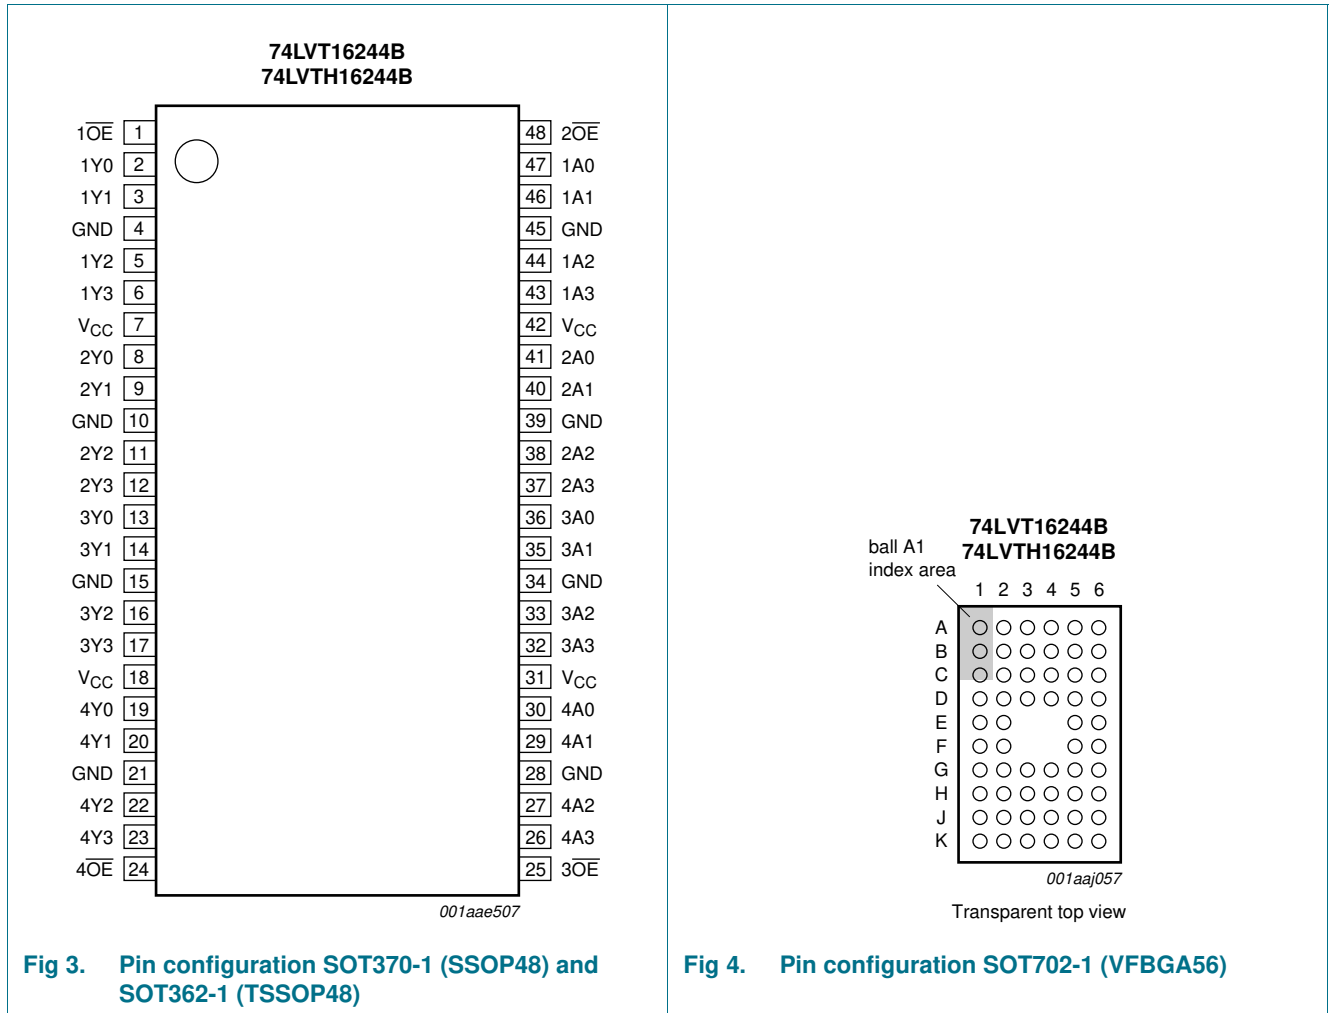 74LVT16244B
74LVTH16244B
1O̅E̅ 1 48 2O̅E̅
1Y0 2 47 1A0
1Y1 3 46 1A1
GND 4 45 GND
1Y2 5 44 1A2
1Y3 6 43 1A3
VCC 7 42 VCC
2Y0 8 41 2A0
2Y1 9 40 2A1
GND 10 39 GND
2Y2 11 38 2A2
2Y3 12 37 2A3
3Y0 13 36 3A0
3Y1 14 35 3A1
GND 15 34 GND
3Y2 16 33 3A2
3Y3 17 32 3A3
VCC 18 31 VCC
4Y0 19 30 4A0
4Y1 20 29 4A1
GND 21 28 GND
4Y2 22 27 4A2
4Y3 23 26 4A3
4O̅E̅ 24 25 3O̅E̅
001aae507
Fig 3. Pin configuration SOT370-1 (SSOP48) and
SOT362-1 (TSSOP48)
74LVT16244B
74LVTH16244B
ball A1
index area
1 2 3 4 5 6
A
B
C
D
E
F
G
H
J
K
001aaj057
Transparent top view
Fig 4. Pin configuration SOT702-1 (VFBGA56)